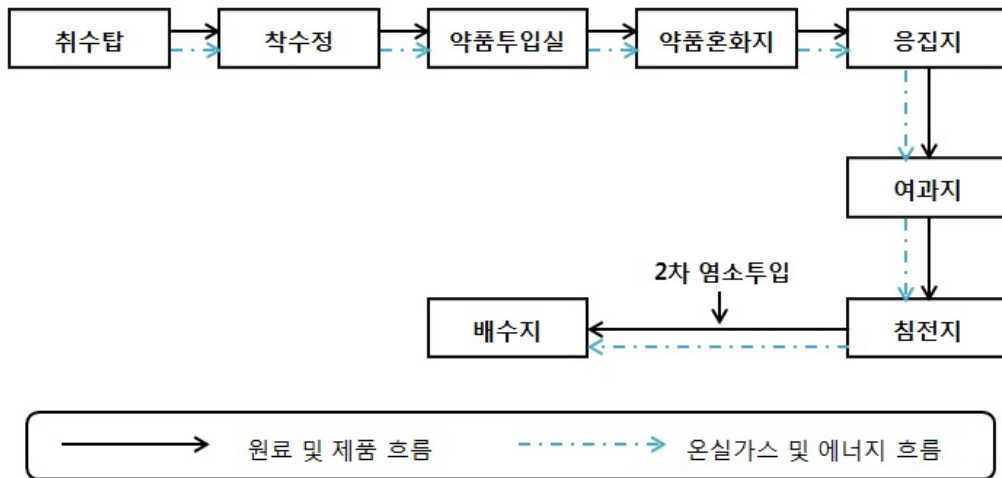 취수탑
착수정
약품투입실
약품혼화지
응집지
여과지
2차 염소투입
배수지
침전지
원료 및 제품 흐름
온실가스 및 에너지 흐름